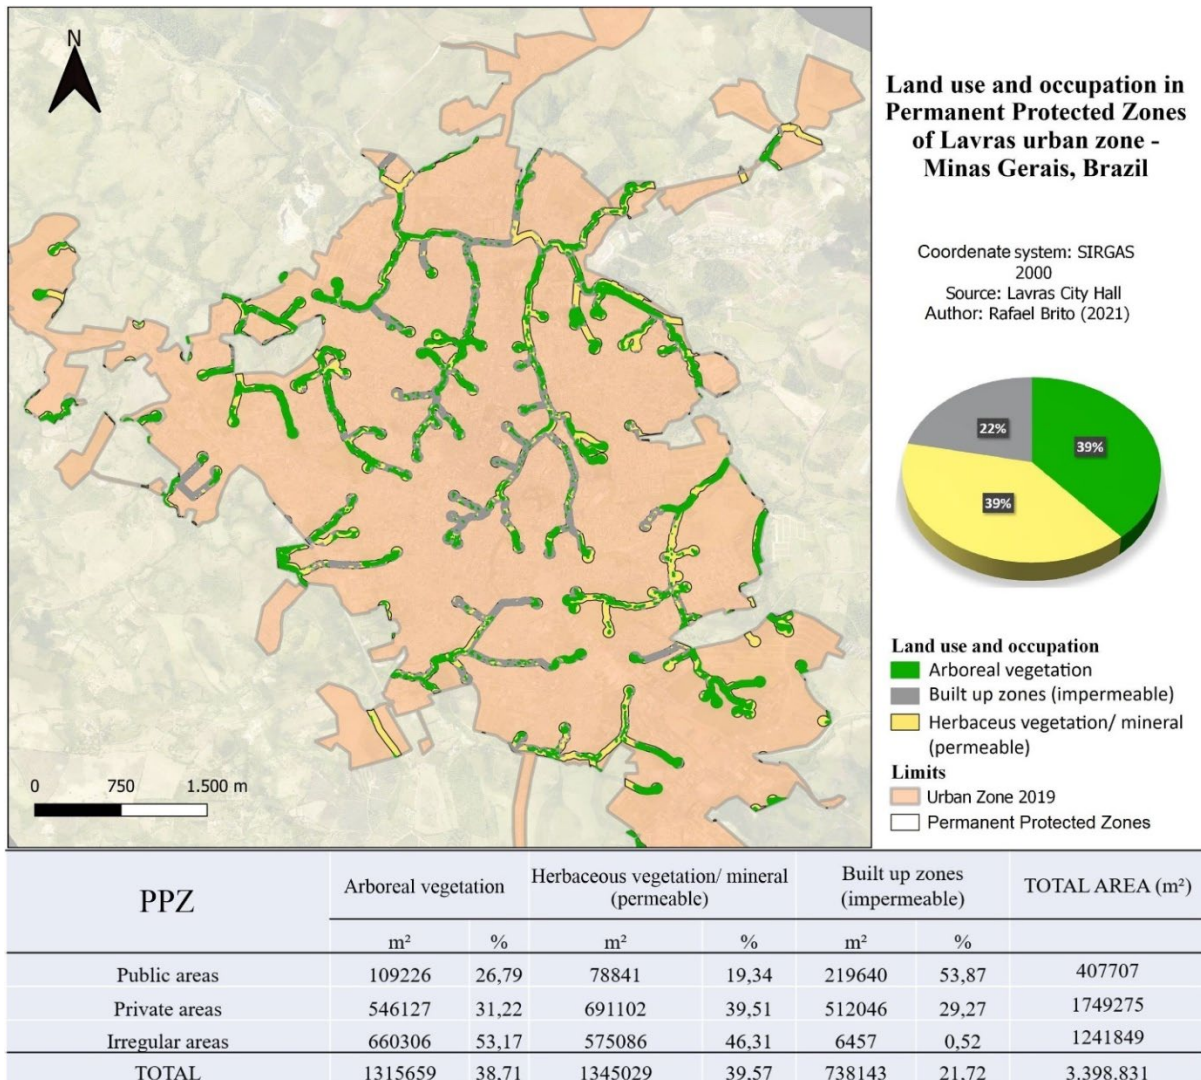 N
0 750 1.500 m
Land use and occupation in
Permanent Protected Zones
of Lavras urban zone -
Minas Gerais, Brazil
Coordenate system: SIRGAS
2000
Source: Lavras City Hall
Author: Rafael Brito (2021)
22%
39%
39%
Land use and occupation
Arboreal vegetation
Built up zones (impermeable)
Herbaceus vegetation/ mineral
(permeable)
Limits
Urban Zone 2019
Permanent Protected Zones
PPZ Arboreal vegetation Herbaceous vegetation/ mineral (permeable) Built up zones (impermeable) TOTAL AREA (m²)
m² % m² % m² %
Public areas 109226 26,79 78841 19,34 219640 53,87 407707
Private areas 546127 31,22 691102 39,51 512046 29,27 1749275
Irregular areas 660306 53,17 575086 46,31 6457 0,52 1241849
TOTAL 1315659 38,71 1345029 39,57 738143 21,72 3.398.831